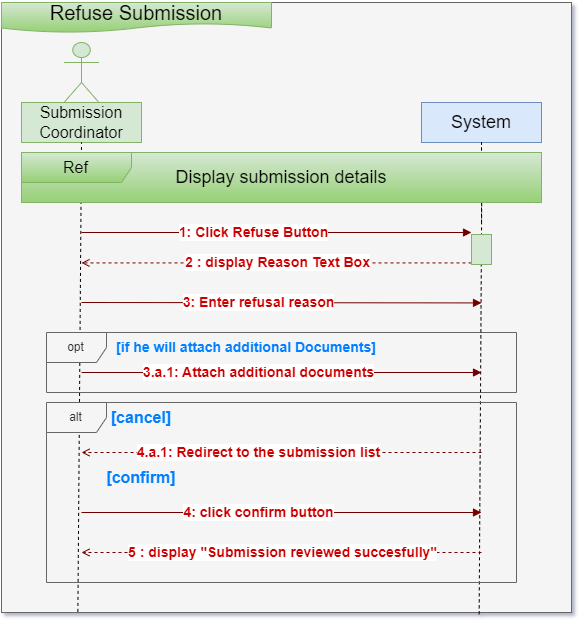 Refuse Submission
Submission
Coordinator
System
Ref
Display submission details
1: Click Refuse Button
2 : display Reason Text Box
3: Enter refusal reason
opt
[if he will attach additional Documents]
3.a.1: Attach additional documents
alt
[cancel]
4.a.1: Redirect to the submission list
[confirm]
4: click confirm button
5 : display "Submission reviewed succesfully"